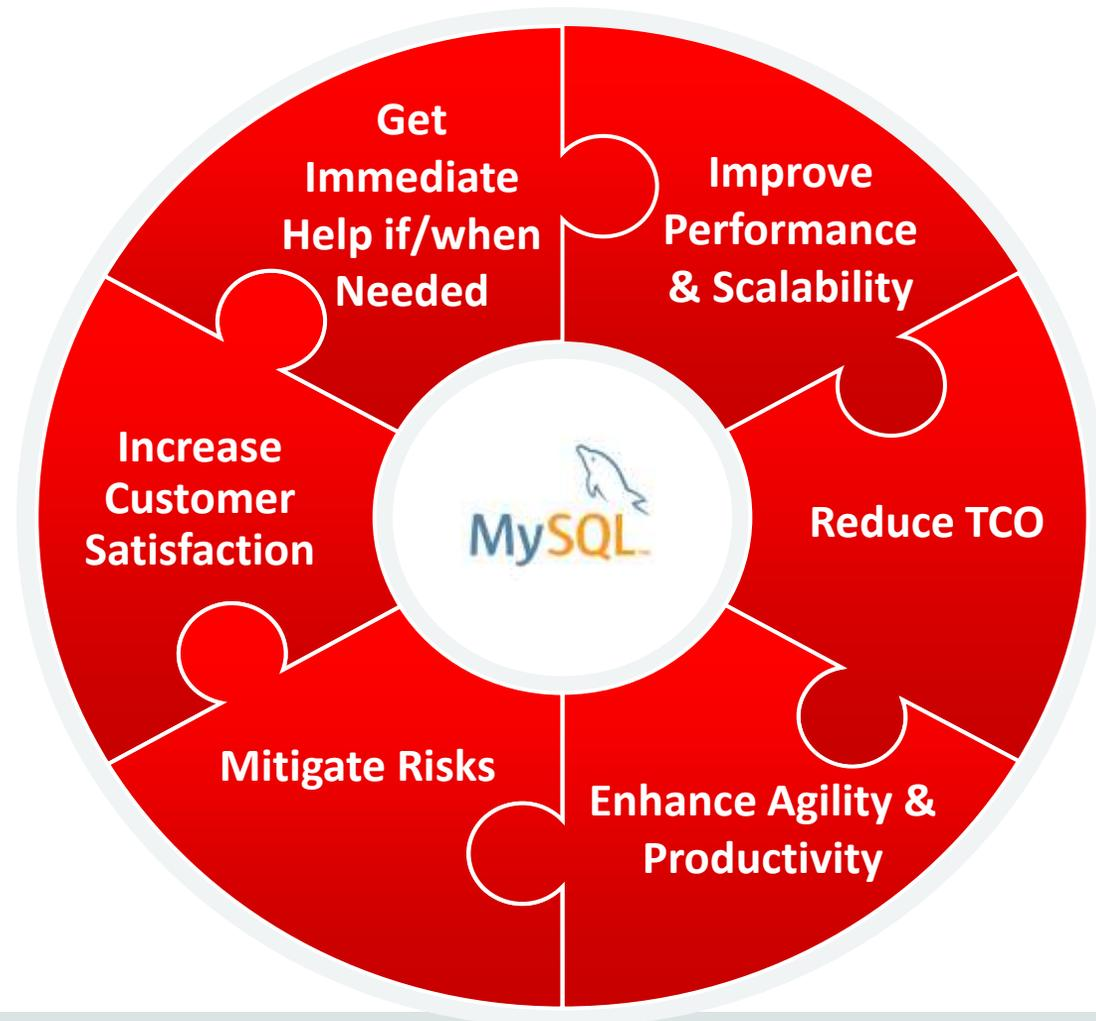 Get
Immediate
Help if/when
Needed
Improve
Performance
& Scalability
Increase
Customer
Satisfaction
MySQL™
Reduce TCO
Mitigate Risks
Enhance Agility &
Productivity